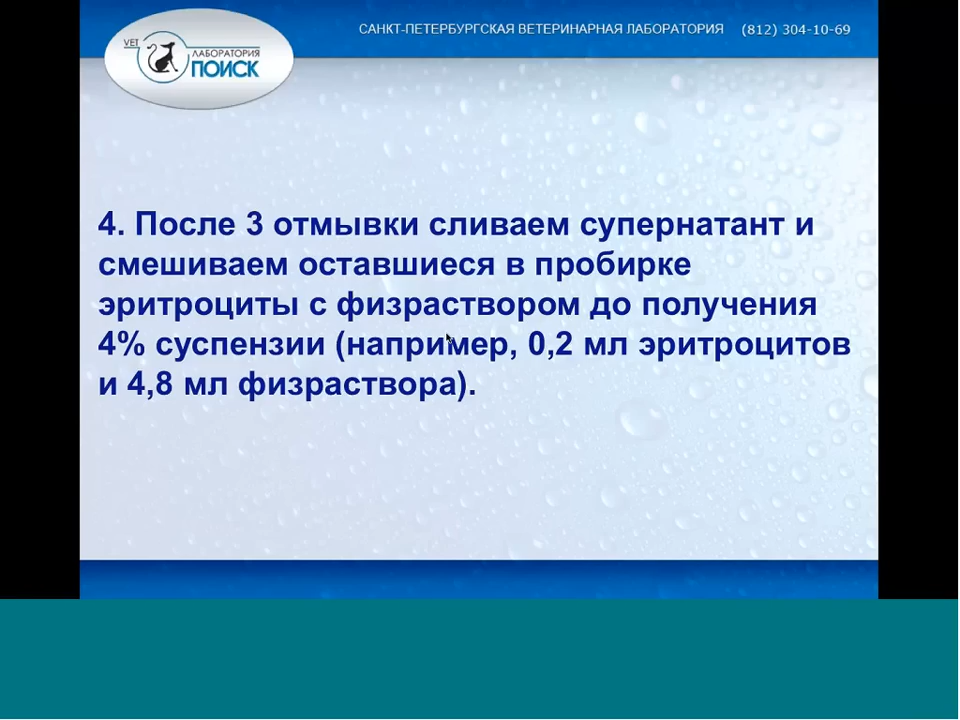 САНКТ-ПЕТЕРБУРГСКАЯ ВЕТЕРИНАРНАЯ ЛАБОРАТОРИЯ (812) 304-10-69
VET ЛАБОРАТОРИЯ
ПОИСК
4. После 3 отмывки сливаем супернатант и
смешиваем оставшиеся в пробирке
эритроциты с физраствором до получения
4% суспензии (например, 0,2 мл эритроцитов
и 4,8 мл физраствора).